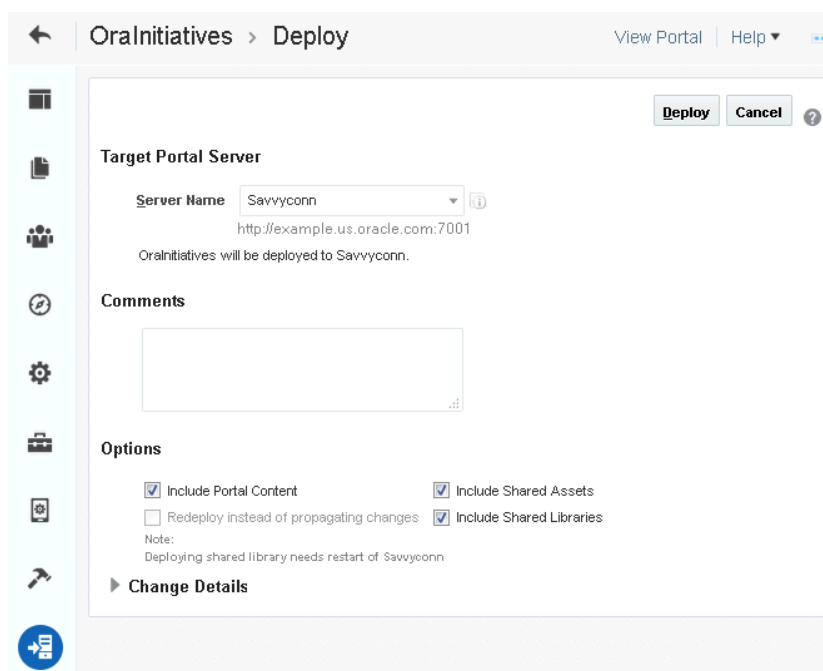 OraInitiatives > Deploy
View Portal
Help
Deploy
Cancel
Target Portal Server
Server Name
Savvyconn
http://example.us.oracle.com:7001
OraInitiatives will be deployed to Savvyconn.
Comments
Options
Include Portal Content
Include Shared Assets
Redeploy instead of propagating changes
Include Shared Libraries
Note:
Deploying shared library needs restart of Savvyconn
Change Details